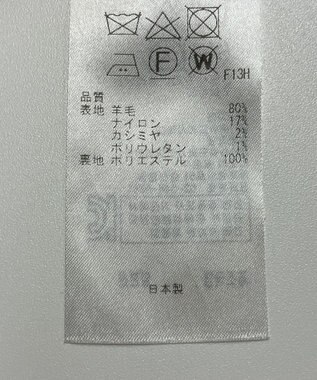 F13H
品質
表地 羊毛 80%
ナイロン 17%
カシミヤ 2%
ポリウレタン 1%
裏地 ポリエステル 100%
日本製